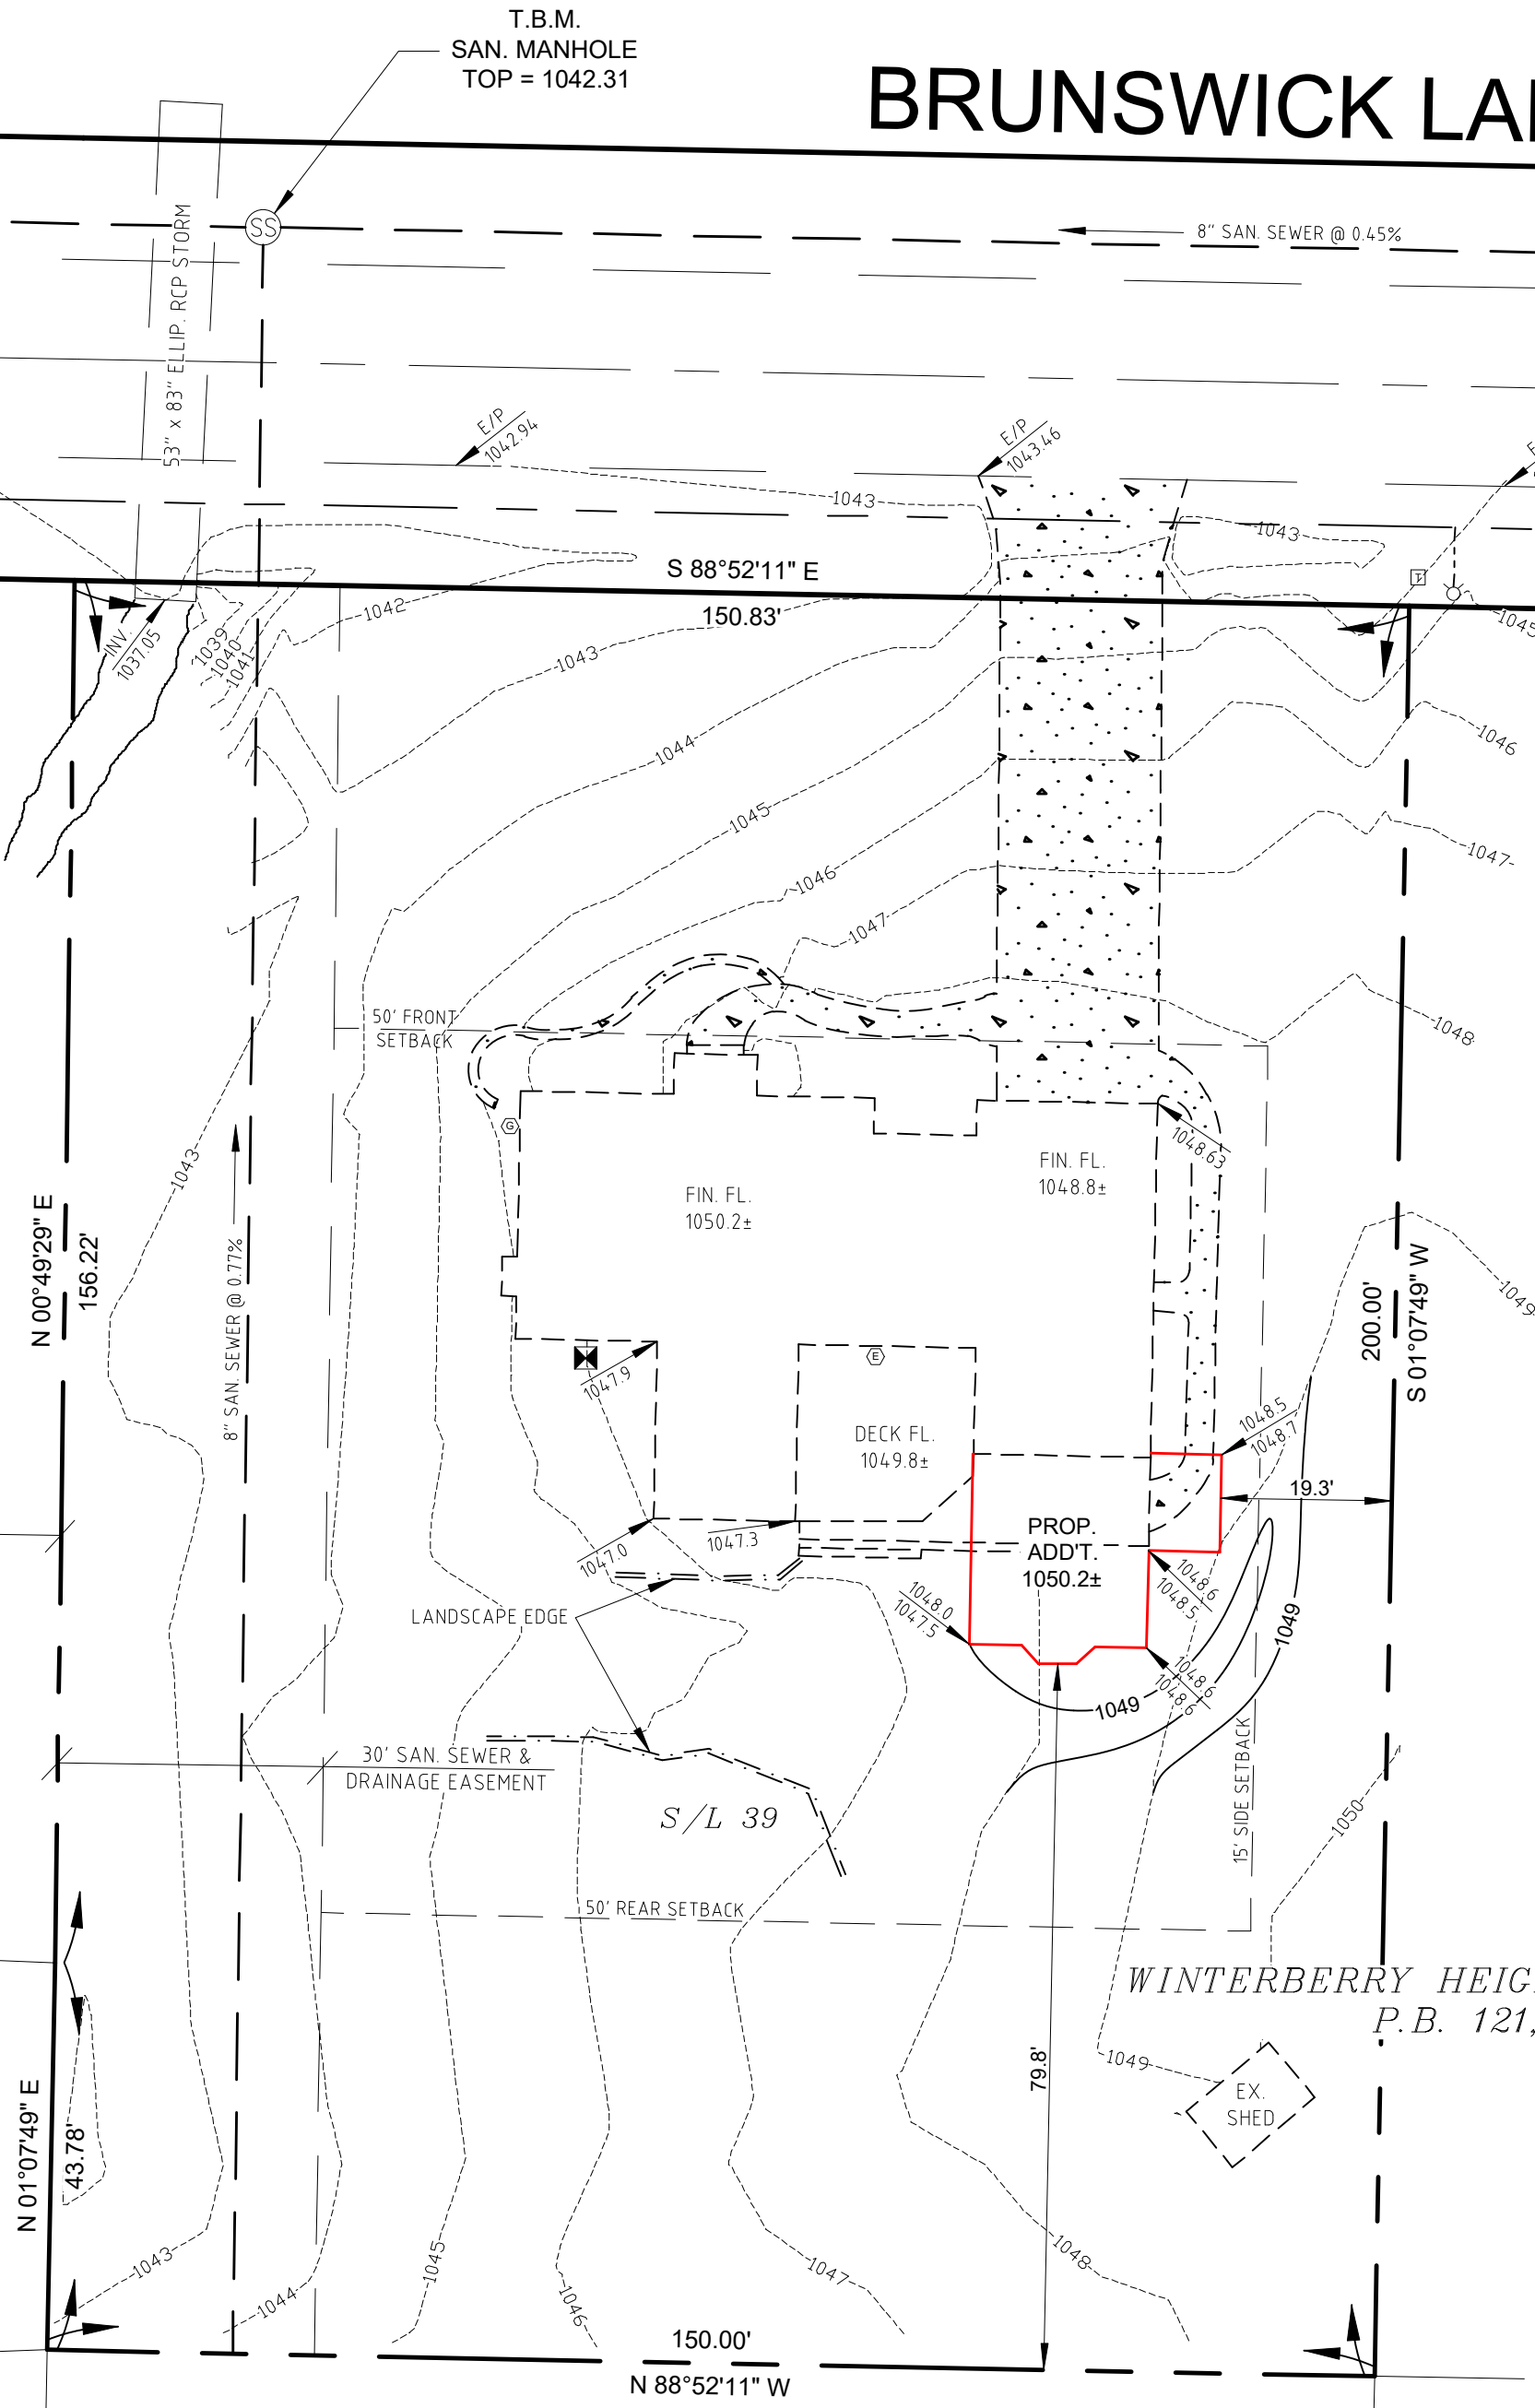 T.B.M.
SAN. MANHOLE
TOP = 1042.31
BRUNSWICK
SS
8" SAN. SEWER @ 0.45%
53" x 83" ELLIP. RCP STORM
E/P
1042.94
E/P
1043.46
1043
1043
S 88°52'11" E
150.83'
T
INV.
1037.05
1039
1040
1041
1042
1043
1045
1044
1046
1045
1047
1046
1047
1048
50' FRONT
SETBACK
G
1048.63
FIN. FL.
1048.8±
FIN. FL.
1050.2±
1043
N 00°49'29" E
156.22'
8" SAN. SEWER @ 0.77%
1049
200.00'
S 01°07'49" W
E
1047.9
DECK FL.
1049.8±
1048.5
1048.7
19.3'
1047.0
1047.3
PROP.
ADD'T.
1050.2±
1048.6
1048.5
1048.0
1047.5
LANDSCAPE EDGE
1049
1048.6
1048.6
1049
30' SAN. SEWER &
DRAINAGE EASEMENT
S/L 39
15' SIDE SETBACK
1050
50' REAR SETBACK
WINTERBERRY
P.B. 121,
79.8'
1049
EX.
SHED
N 01°07'49" E
43.78'
1043
1044
1045
1046
1047
1048
150.00'
N 88°52'11" W